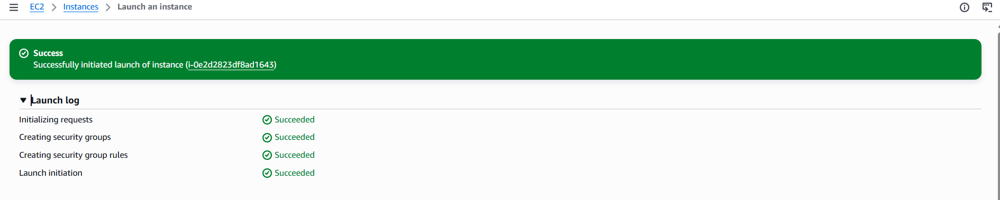 EC2 > Instances > Launch an instance
Success
Successfully initiated launch of instance (i-0e2d2823df8ad1643)
Launch log
Initializing requests Succeeded
Creating security groups Succeeded
Creating security group rules Succeeded
Launch initiation Succeeded